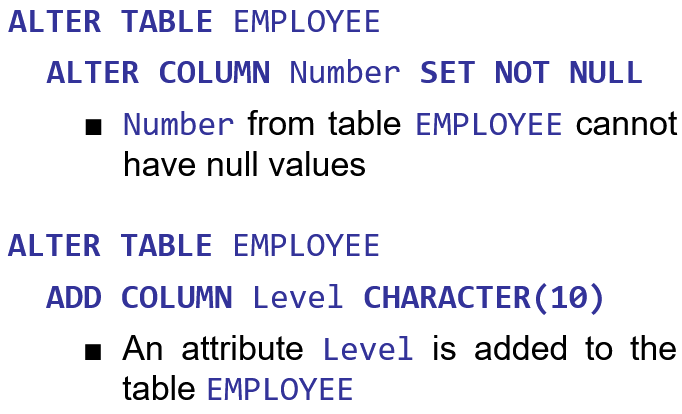 ALTER TABLE EMPLOYEE
ALTER COLUMN Number SET NOT NULL
■ Number from table EMPLOYEE cannot
have null values
ALTER TABLE EMPLOYEE
ADD COLUMN Level CHARACTER(10)
■ An attribute Level is added to the
table EMPLOYEE